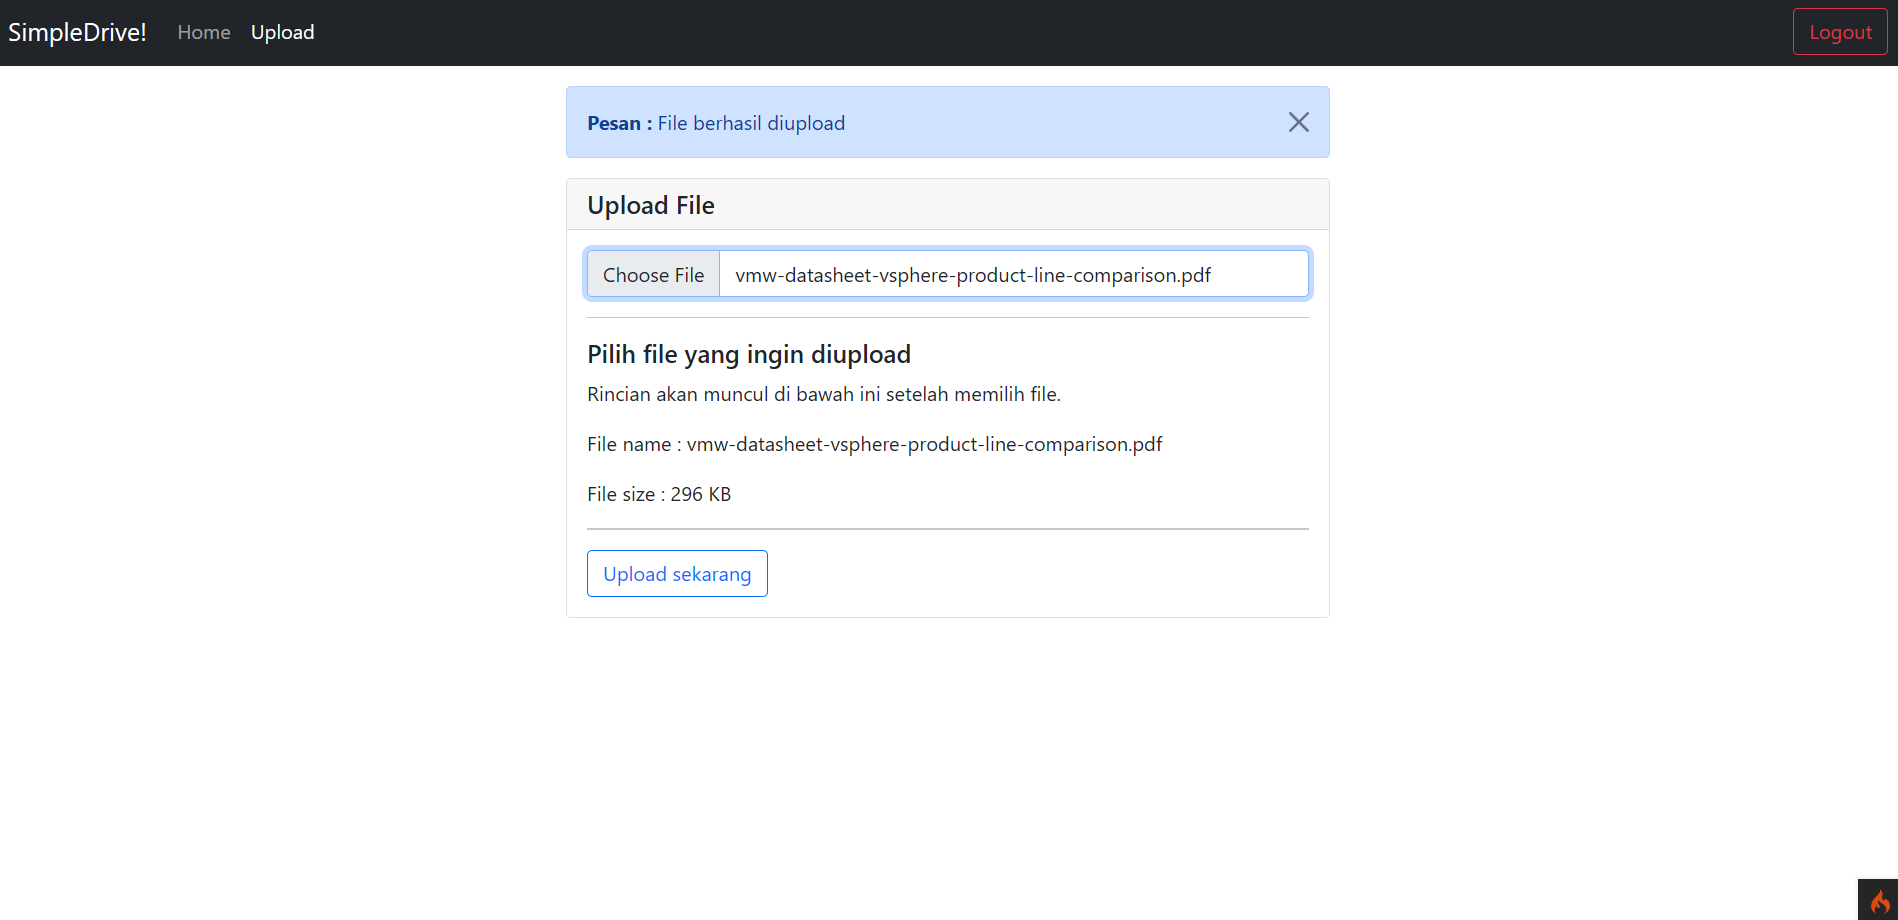 SimpleDrive! Home Upload Logout
Pesan : File berhasil diupload
Upload File
Choose File vmw-datasheet-vsphere-product-line-comparison.pdf
Pilih file yang ingin diupload
Rincian akan muncul di bawah ini setelah memilih file.
File name : vmw-datasheet-vsphere-product-line-comparison.pdf
File size : 296 KB
Upload sekarang